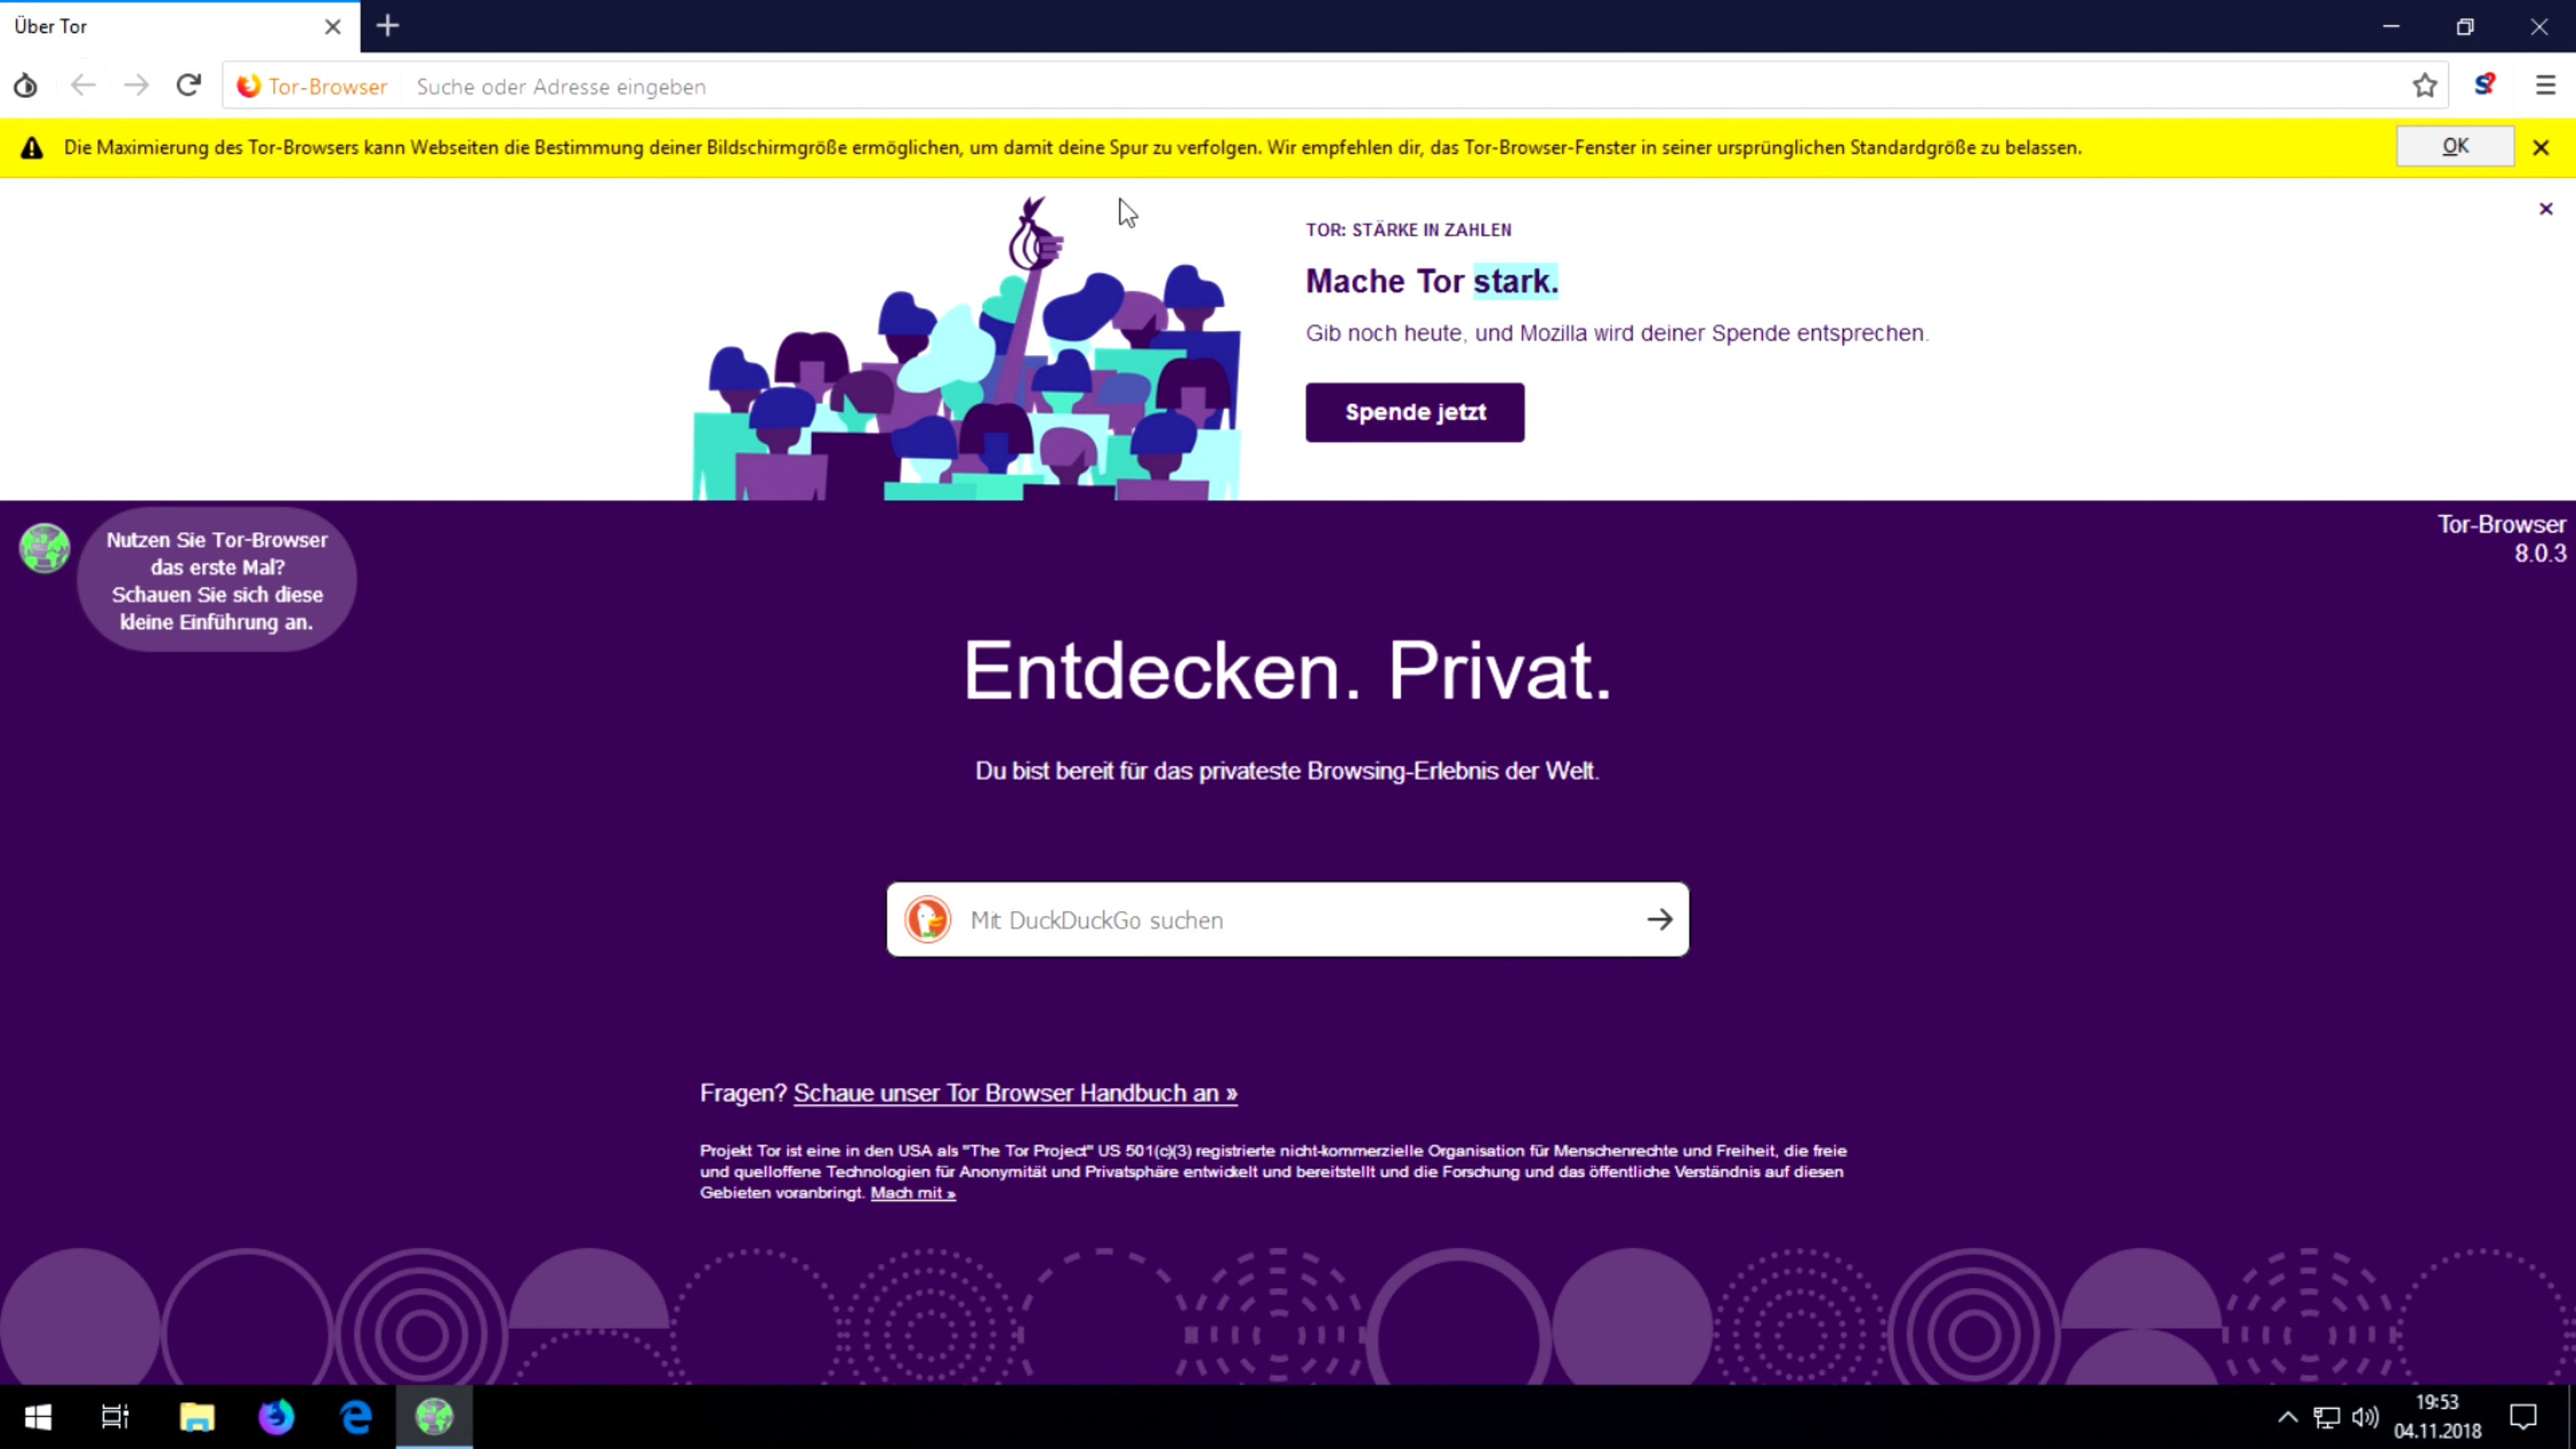 Über Tor
Tor-Browser Suche oder Adresse eingeben
Die Maximierung des Tor-Browsers kann Webseiten die Bestimmung deiner Bildschirmgröße ermöglichen, um damit deine Spur zu verfolgen. Wir empfehlen dir, das Tor-Browser-Fenster in seiner ursprünglichen Standardgröße zu belassen. OK
TOR: STÄRKE IN ZAHLEN
Mache Tor stark.
Gib noch heute, und Mozilla wird deiner Spende entsprechen.
Spende jetzt
Nutzen Sie Tor-Browser
das erste Mal?
Schauen Sie sich diese
kleine Einführung an.
Tor-Browser
8.0.3
Entdecken. Privat.
Du bist bereit für das privateste Browsing-Erlebnis der Welt.
Mit DuckDuckGo suchen
Fragen? Schaue unser Tor Browser Handbuch an »
Projekt Tor ist eine in den USA als "The Tor Project" US 501(c)(3) registrierte nicht-kommerzielle Organisation für Menschenrechte und Freiheit, die freie
und quelloffene Technologien für Anonymität und Privatsphäre entwickelt und bereitstellt und die Forschung und das öffentliche Verständnis auf diesen
Gebieten voranbringt. Mach mit »
19:53
04.11.2018